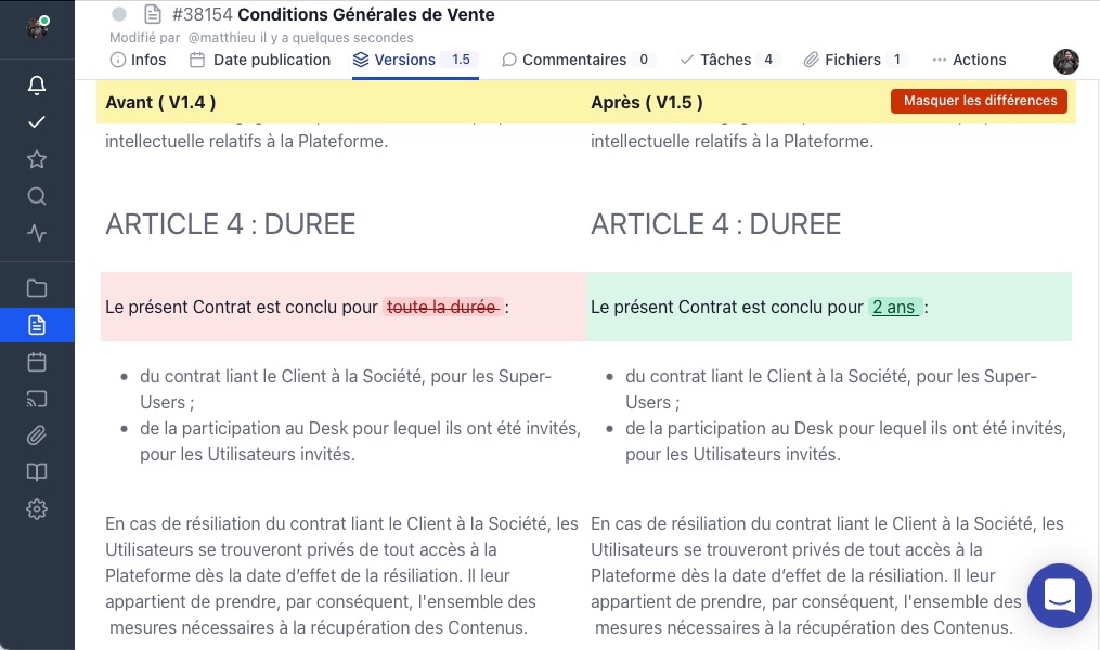 #38154 Conditions Générales de Vente
Modifié par @matthieu il y a quelques secondes
Infos Date publication Versions 1.5 Commentaires 0 Tâches 4 Fichiers 1 Actions
Avant ( V1.4 )
intellectuelle relatifs à la Plateforme.
ARTICLE 4 : DUREE
Le présent Contrat est conclu pour toute la durée :
du contrat liant le Client à la Société, pour les Super-
Users ;
de la participation au Desk pour lequel ils ont été invités,
pour les Utilisateurs invités.
En cas de résiliation du contrat liant le Client à la Société, les
Utilisateurs se trouveront privés de tout accès à la
Plateforme dès la date d’effet de la résiliation. Il leur
appartient de prendre, par conséquent, l'ensemble des
mesures nécessaires à la récupération des Contenus.
Après ( V1.5 )
Masquer les différences
intellectuelle relatifs à la Plateforme.
ARTICLE 4 : DUREE
Le présent Contrat est conclu pour 2 ans :
du contrat liant le Client à la Société, pour les Super-
Users ;
de la participation au Desk pour lequel ils ont été invités,
pour les Utilisateurs invités.
En cas de résiliation du contrat liant le Client à la Société, les
Utilisateurs se trouveront privés de tout accès à la
Plateforme dès la date d’effet de la résiliation. Il leur
appartient de prendre, par conséquent, l'ensemble des
mesures nécessaires à la récupération des Contenus.